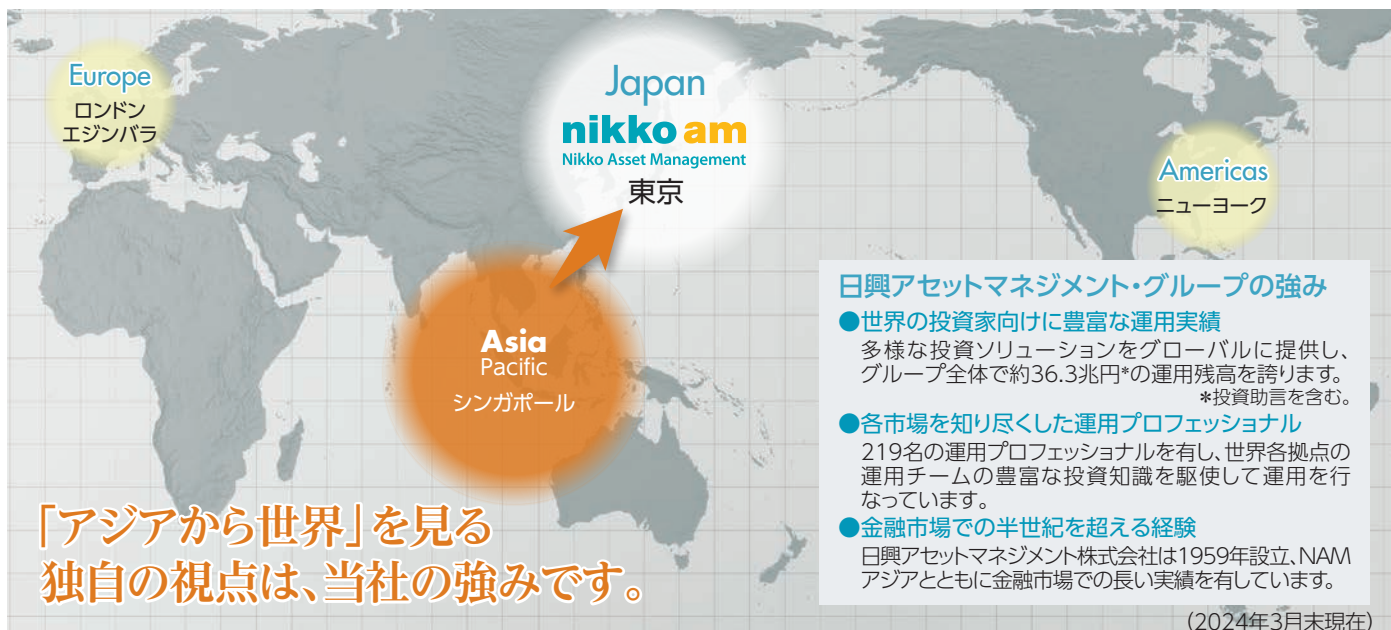 Europe
ロンドン
エジンバラ
Japan
nikko am
Nikko Asset Management
東京
Americas
ニューヨーク
Asia
Pacific
シンガポール
「アジアから世界」を見る
独自の視点は、当社の強みです。
日興アセットマネジメント・グループの強み
●世界の投資家向けに豊富な運用実績
多様な投資ソリューションをグローバルに提供し、
グループ全体で約36.3兆円*の運用残高を誇ります。
*投資助言を含む。
●各市場を知り尽くした運用プロフェッショナル
219名の運用プロフェッショナルを有し、世界各拠点の
運用チームの豊富な投資知識を駆使して運用を行
なっています。
●金融市場での半世紀を超える経験
日興アセットマネジメント株式会社は1959年設立、NAM
アジアとともに金融市場での長い実績を有しています。
(2024年3月末現在)